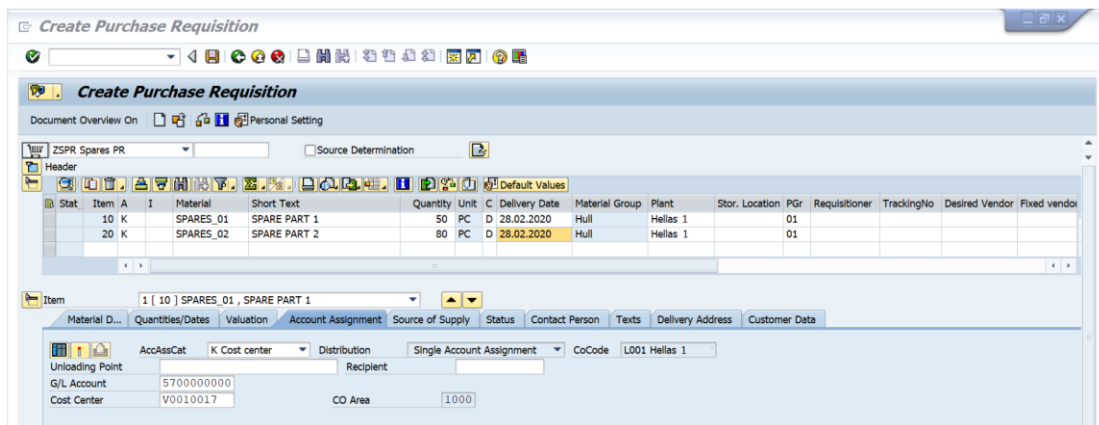 Create Purchase Requisition
Create Purchase Requisition
Document Overview On Personal Setting
ZSPR Spares PR Source Determination
Header
Default Values
Stat Item A I Material Short Text Quantity Unit C Delivery Date Material Group Plant Stor. Location PGr Requisitioner TrackingNo Desired Vendor Fixed vendor
10 K SPARES_01 SPARE PART 1 50 PC D 28.02.2020 Hull Hellas 1 01
20 K SPARES_02 SPARE PART 2 80 PC D 28.02.2020 Hull Hellas 1 01
Item 1 [ 10 ] SPARES_01 , SPARE PART 1
Material D... Quantities/Dates Valuation Account Assignment Source of Supply Status Contact Person Texts Delivery Address Customer Data
AccAssCat K Cost center Distribution Single Account Assignment CoCode L001 Hellas 1
Unloading Point Recipient
G/L Account 5700000000
Cost Center V0010017 CO Area 1000